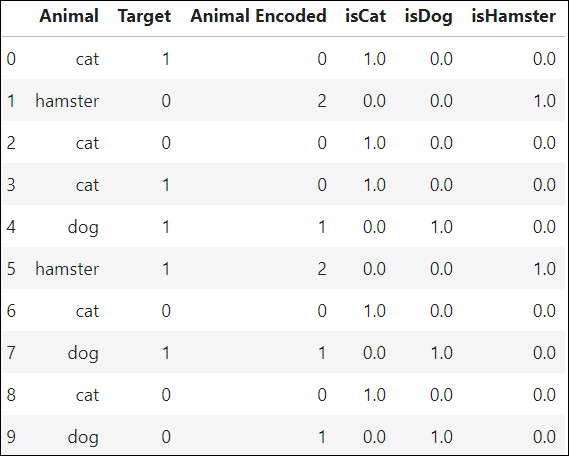 Animal Target Animal Encoded isCat isDog isHamster
0 cat 1 0 1.0 0.0 0.0
1 hamster 0 2 0.0 0.0 1.0
2 cat 0 0 1.0 0.0 0.0
3 cat 1 0 1.0 0.0 0.0
4 dog 1 1 0.0 1.0 0.0
5 hamster 1 2 0.0 0.0 1.0
6 cat 0 0 1.0 0.0 0.0
7 dog 1 1 0.0 1.0 0.0
8 cat 0 0 1.0 0.0 0.0
9 dog 0 1 0.0 1.0 0.0